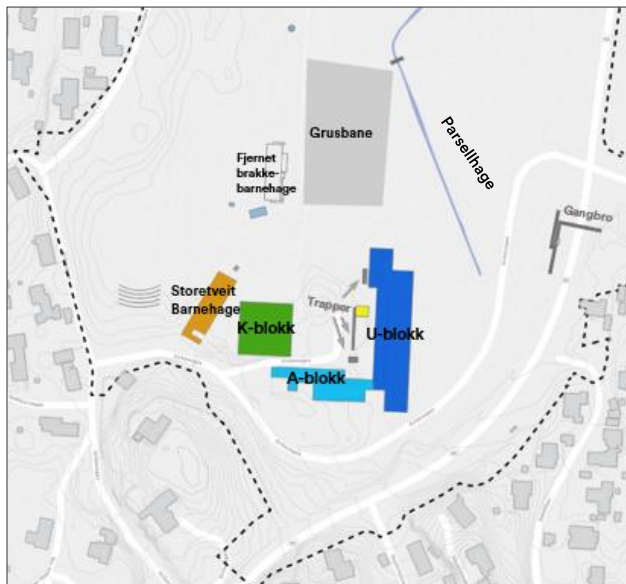 Grusbane
Parsellhage
Fjernet
brakke-
barnehage
Gangbro
Storetveit
Barnehage
Trapper
K-blokk
U-blokk
A-blokk